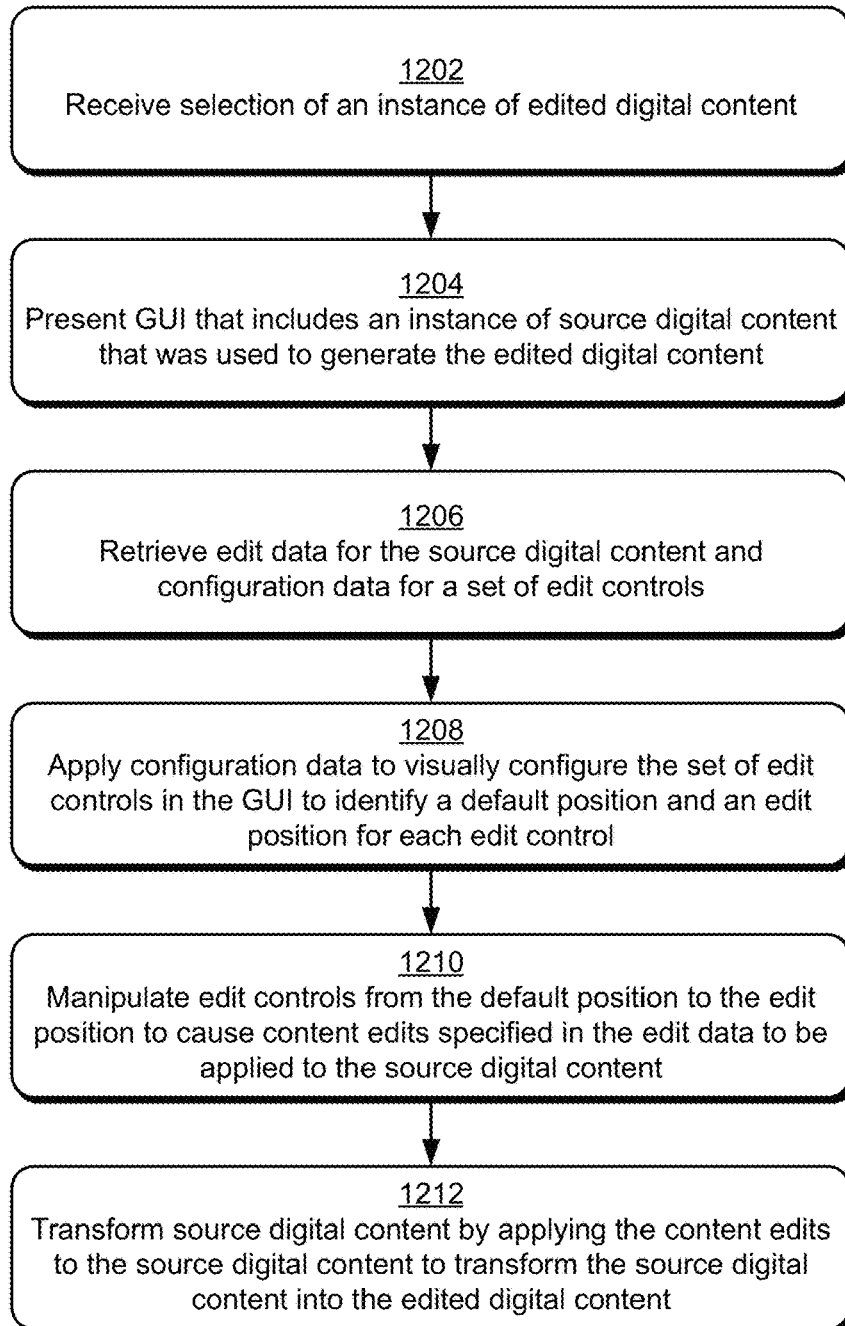 1202
Receive selection of an instance of edited digital content
1204
Present GUI that includes an instance of source digital content
that was used to generate the edited digital content
1206
Retrieve edit data for the source digital content and
configuration data for a set of edit controls
1208
Apply configuration data to visually configure the set of edit
controls in the GUI to identify a default position and an edit
position for each edit control
1210
Manipulate edit controls from the default position to the edit
position to cause content edits specified in the edit data to be
applied to the source digital content
1212
Transform source digital content by applying the content edits
to the source digital content to transform the source digital
content into the edited digital content